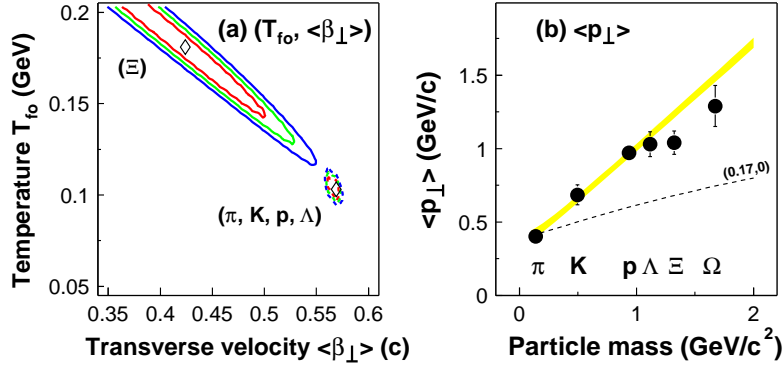 (a) (T_fo, <β⊥>)
(Ξ)
(π, K, p, Λ)
0.2
0.15
0.1
0.05
Temperature T_fo (GeV)
0.35 0.4 0.45 0.5 0.55 0.6
Transverse velocity <β⊥> (c)
(b) <p⊥>
2
1.5
1
0.5
0
<p⊥> (GeV/c)
(0.17,0)
π K p Λ Ξ Ω
0 1 2
Particle mass (GeV/c²)